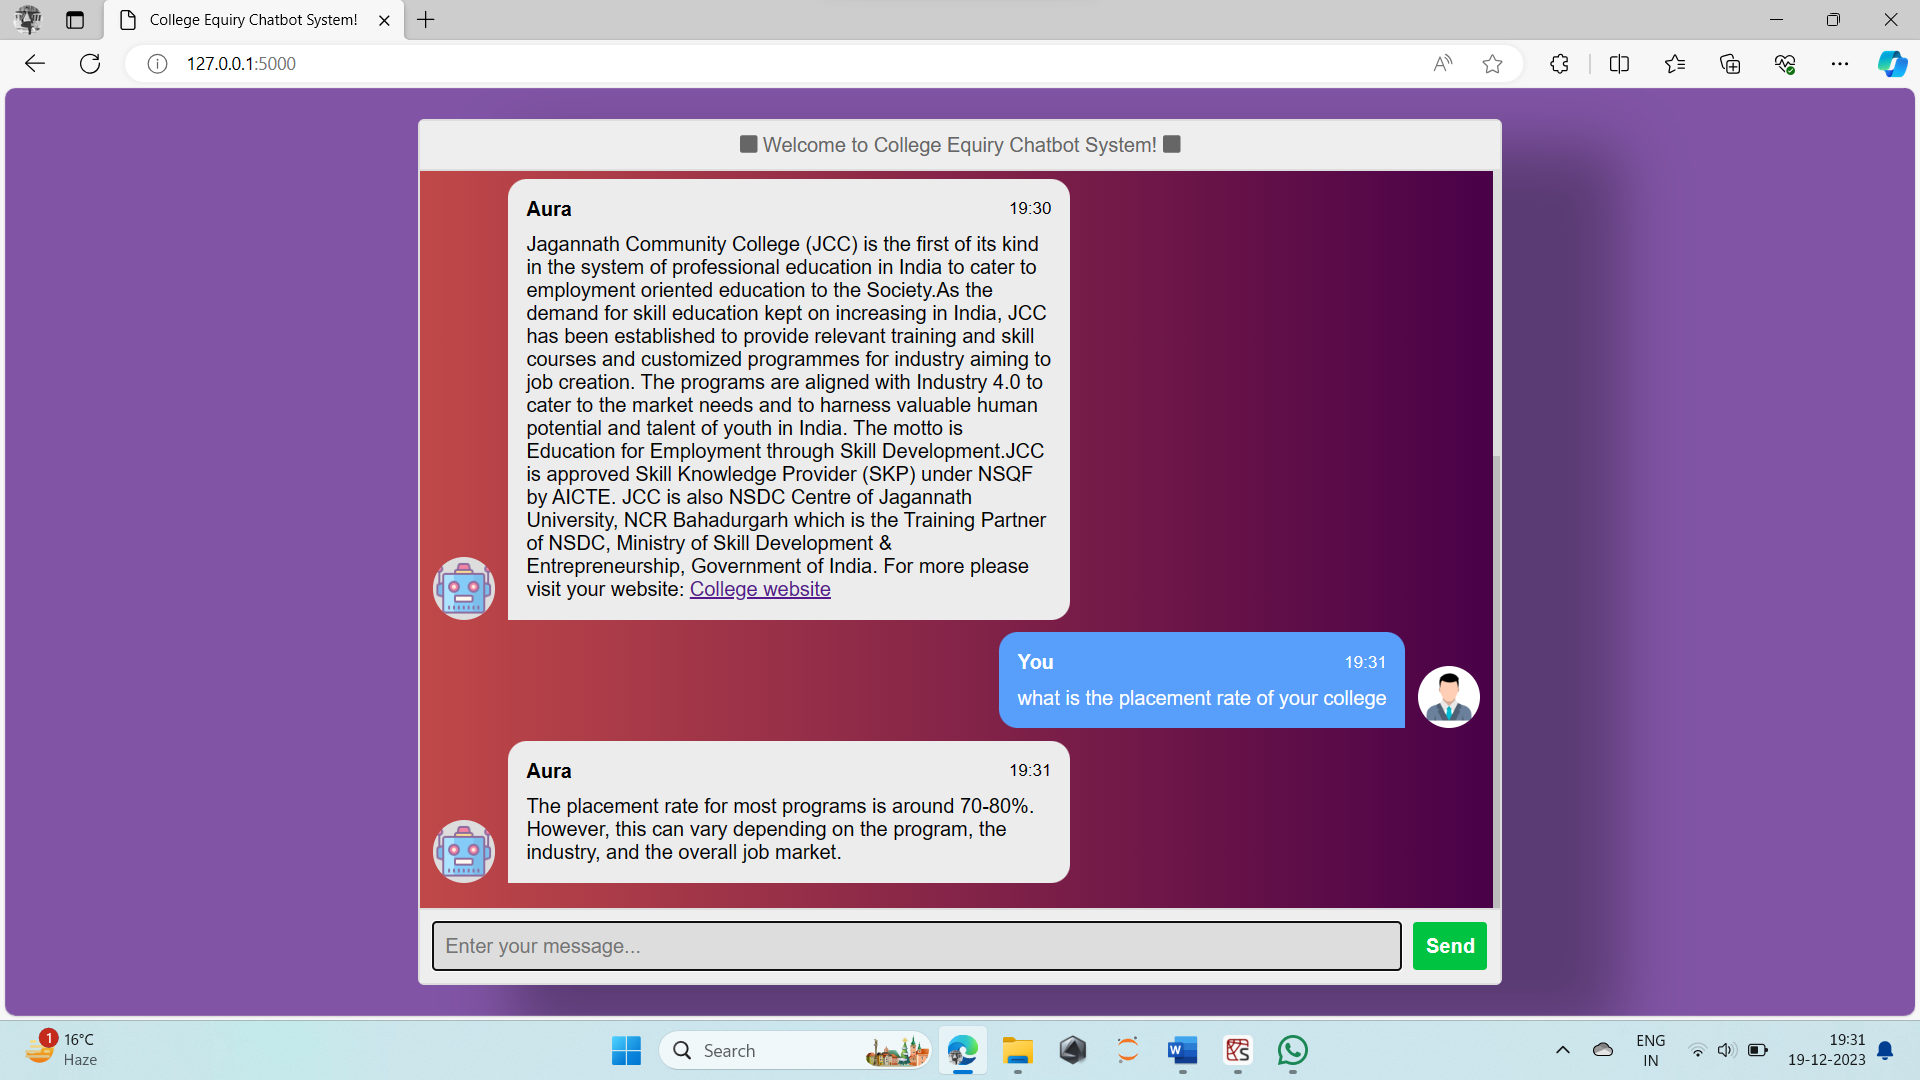 College Equiry Chatbot System!
127.0.0.1:5000
Welcome to College Equiry Chatbot System!
Aura 19:30
Jagannath Community College (JCC) is the first of its kind
in the system of professional education in India to cater to
employment oriented education to the Society.As the
demand for skill education kept on increasing in India, JCC
has been established to provide relevant training and skill
courses and customized programmes for industry aiming to
job creation. The programs are aligned with Industry 4.0 to
cater to the market needs and to harness valuable human
potential and talent of youth in India. The motto is
Education for Employment through Skill Development.JCC
is approved Skill Knowledge Provider (SKP) under NSQF
by AICTE. JCC is also NSDC Centre of Jagannath
University, NCR Bahadurgarh which is the Training Partner
of NSDC, Ministry of Skill Development &
Entrepreneurship, Government of India. For more please
visit your website: College website
You 19:31
what is the placement rate of your college
Aura 19:31
The placement rate for most programs is around 70-80%.
However, this can vary depending on the program, the
industry, and the overall job market.
Enter your message...
Send
1
16°C
Haze
Search
ENG
IN
19:31
19-12-2023